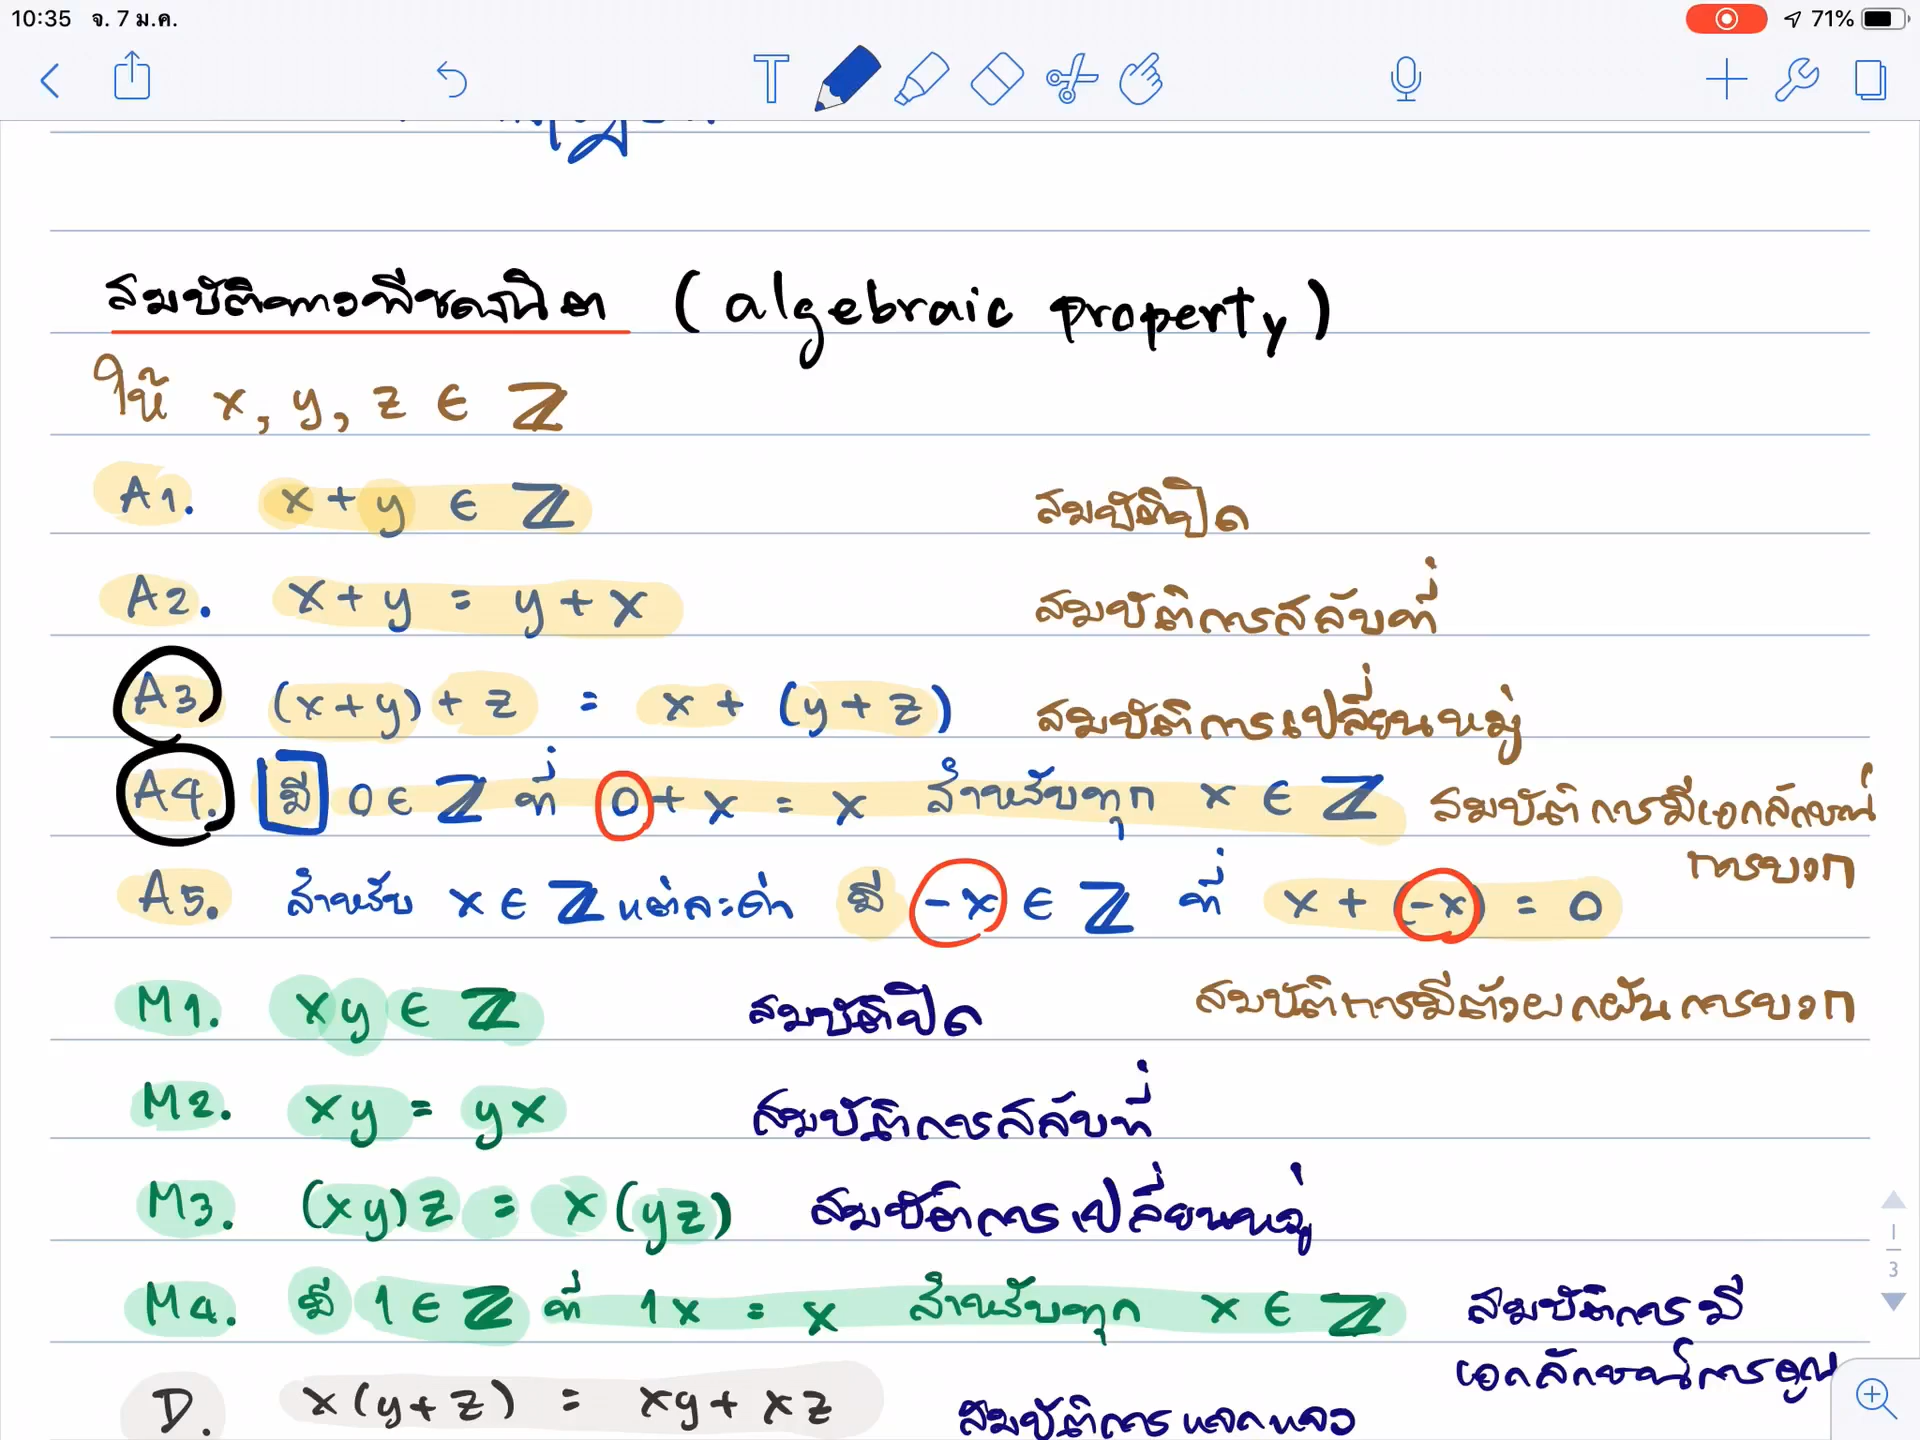 10:35 จ. 7 ม.ค.
71%
T
สมบัติทางพีชคณิต (algebraic property)
ให้ x, y, z ∈ ℤ
A1. x + y ∈ ℤ สมบัติปิด
A2. x + y = y + x สมบัติการสลับที่
A3 (x + y) + z = x + (y + z) สมบัติการเปลี่ยนหมู่
A4. มี 0 ∈ ℤ ที่ 0 + x = x สำหรับทุก x ∈ ℤ สมบัติการมีเอกลักษณ์
การบวก
A5. สำหรับ x ∈ ℤ แต่ละตัว มี -x ∈ ℤ ที่ x + (-x) = 0
สมบัติการมีตัวผกผันการบวก
M1. xy ∈ ℤ สมบัติปิด
M2. xy = yx สมบัติการสลับที่
M3. (xy)z = x(yz) สมบัติการเปลี่ยนหมู่
M4. มี 1 ∈ ℤ ที่ 1x = x สำหรับทุก x ∈ ℤ สมบัติการมี
เอกลักษณ์การคูณ
D. x(y+z) = xy + xz สมบัติการแจกแจง
1
3